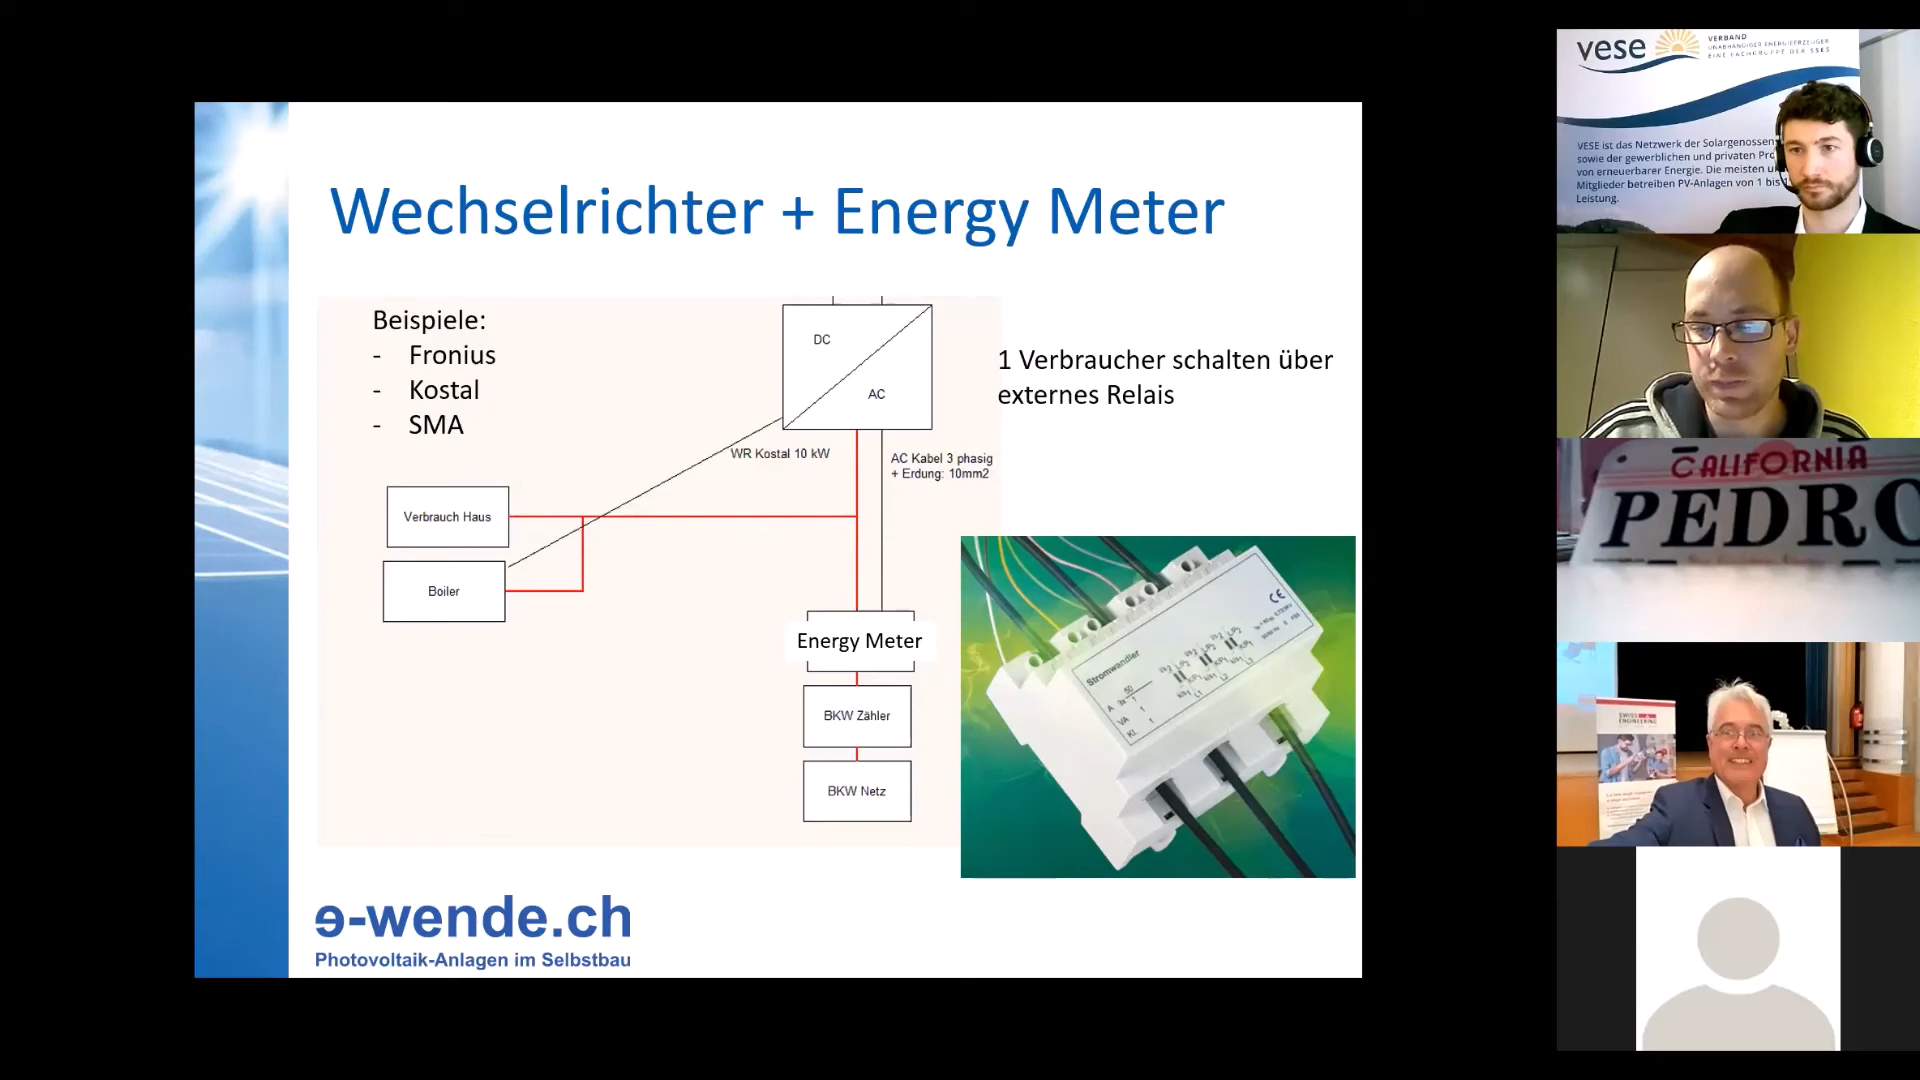 Wechselrichter + Energy Meter
Beispiele:
- Fronius
- Kostal
- SMA
DC
AC
1 Verbraucher schalten über
externes Relais
WR Kostal 10 kW
AC Kabel 3 phasig
+ Erdung: 10mm2
Verbrauch Haus
Boiler
Energy Meter
BKW Zähler
BKW Netz
Stromwandler
CE
ɘ-wende.ch
Photovoltaik-Anlagen im Selbstbau
vese
VERBAND
UNABHÄNGIGER ENERGIEERZEUGER
EINE FACHGRUPPE DER SSES
VESE ist das Netzwerk der Solargenossen
sowie der gewerblichen und privaten Pro
von erneuerbarer Energie. Die meisten
Mitglieder betreiben PV-Anlagen von 1 bis
Leistung.
CALIFORNIA
PEDRO
SWISS
ENGINEERING